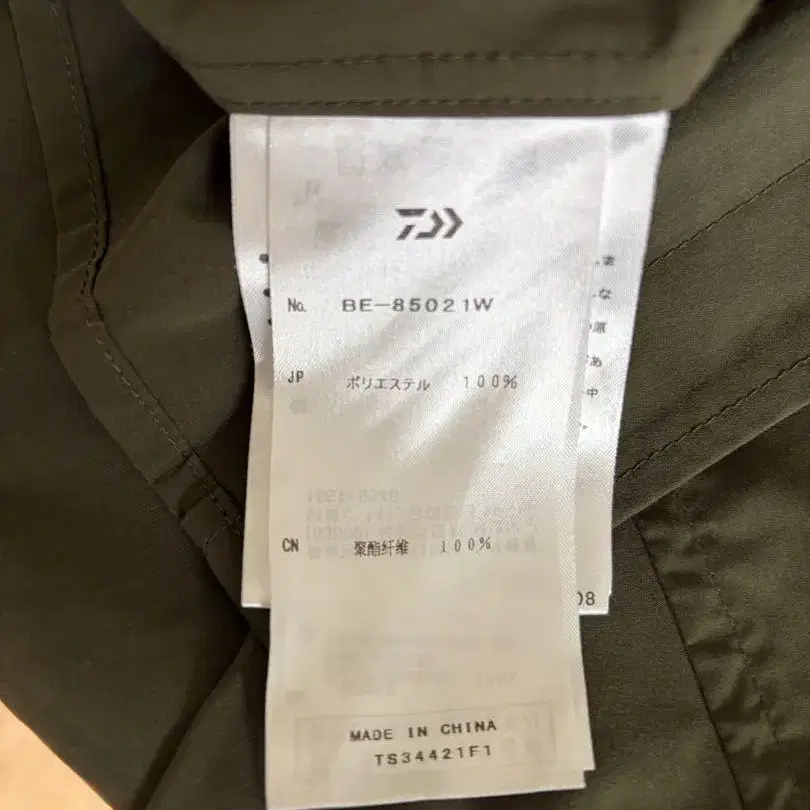 No. BE-85021W
JP ポリエステル 100%
CN 聚酯纤维 100%
08
MADE IN CHINA
TS34421F1